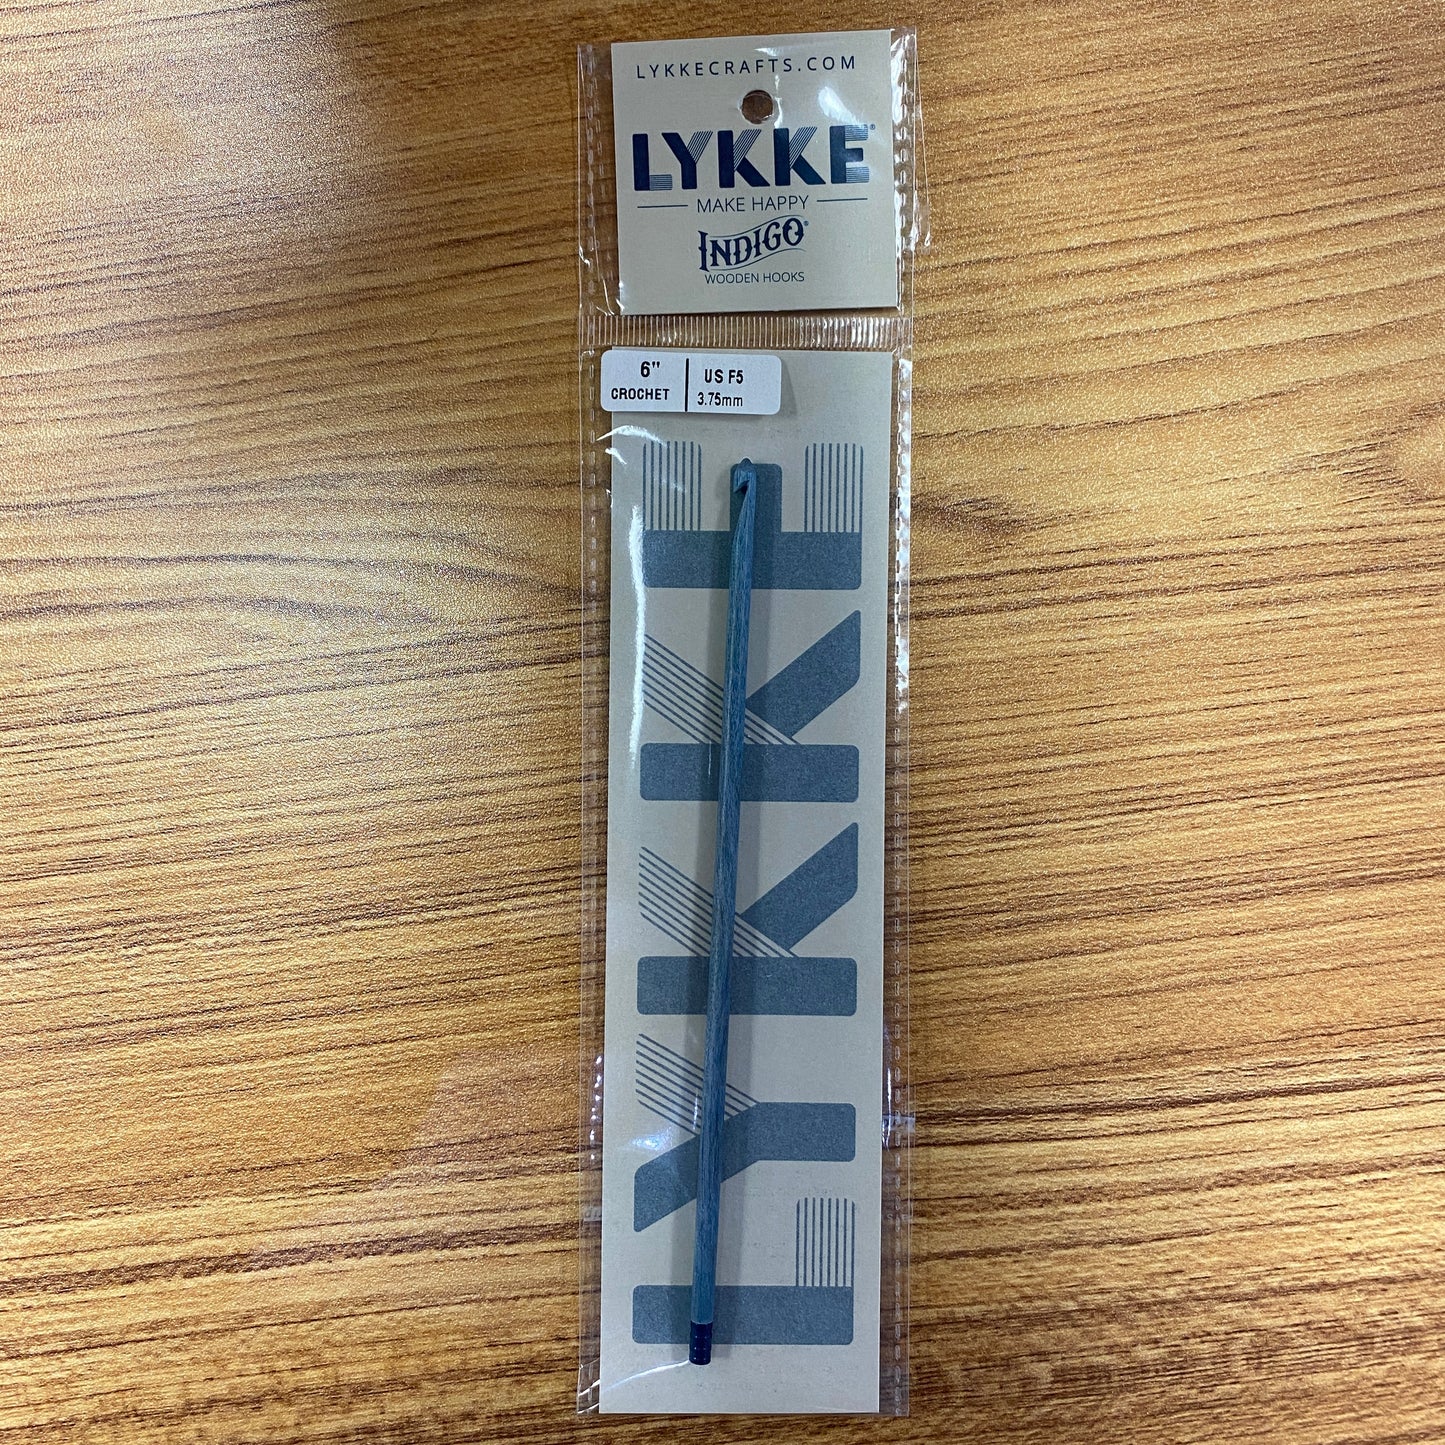 LYKKECRAFTS.COM
LYKKE®
MAKE HAPPY
INDIGO®
WOODEN HOOKS
6" CROCHET
US F5 3.75mm
LYKKE